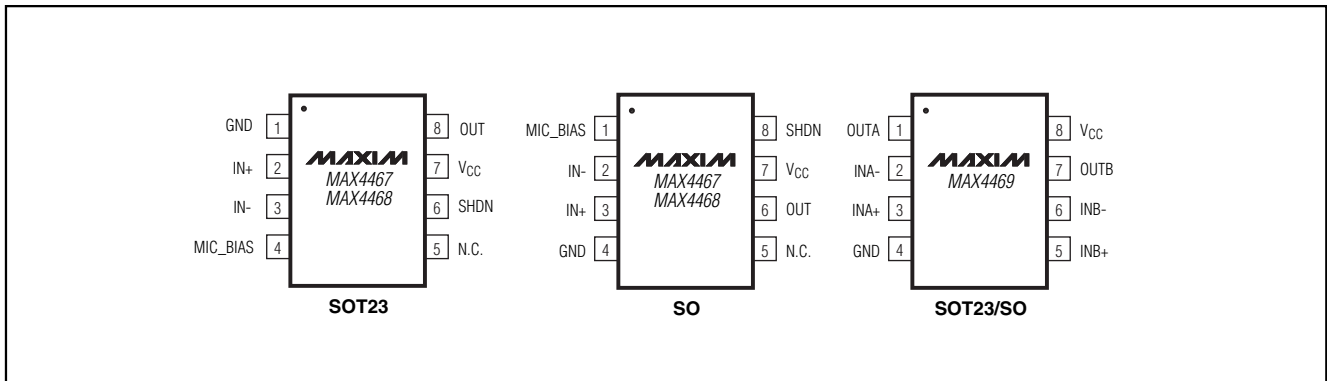 GND 1 8 OUT
IN+ 2 7 VCC
IN- 3 6 SHDN
MIC_BIAS 4 5 N.C.
MAXIM
MAX4467
MAX4468
SOT23
MIC_BIAS 1 8 SHDN
IN- 2 7 VCC
IN+ 3 6 OUT
GND 4 5 N.C.
MAXIM
MAX4467
MAX4468
SO
OUTA 1 8 VCC
INA- 2 7 OUTB
INA+ 3 6 INB-
GND 4 5 INB+
MAXIM
MAX4469
SOT23/SO